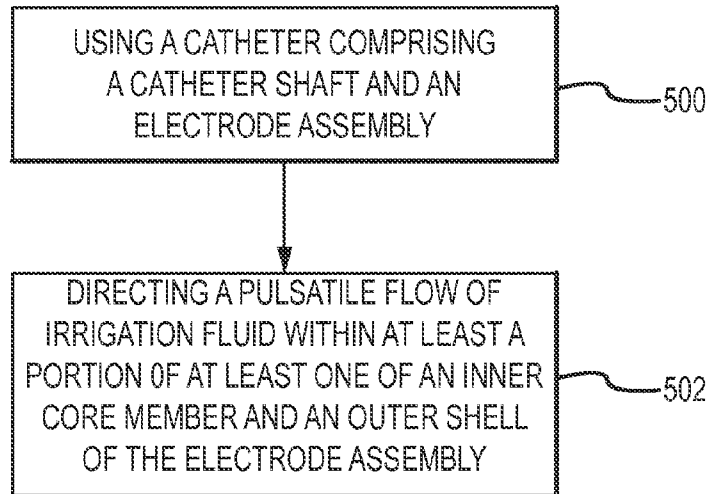 USING A CATHETER COMPRISING
A CATHETER SHAFT AND AN
ELECTRODE ASSEMBLY
500
DIRECTING A PULSATILE FLOW OF
IRRIGATION FLUID WITHIN AT LEAST A
PORTION 0F AT LEAST ONE OF AN INNER
CORE MEMBER AND AN OUTER SHELL
OF THE ELECTRODE ASSEMBLY
502